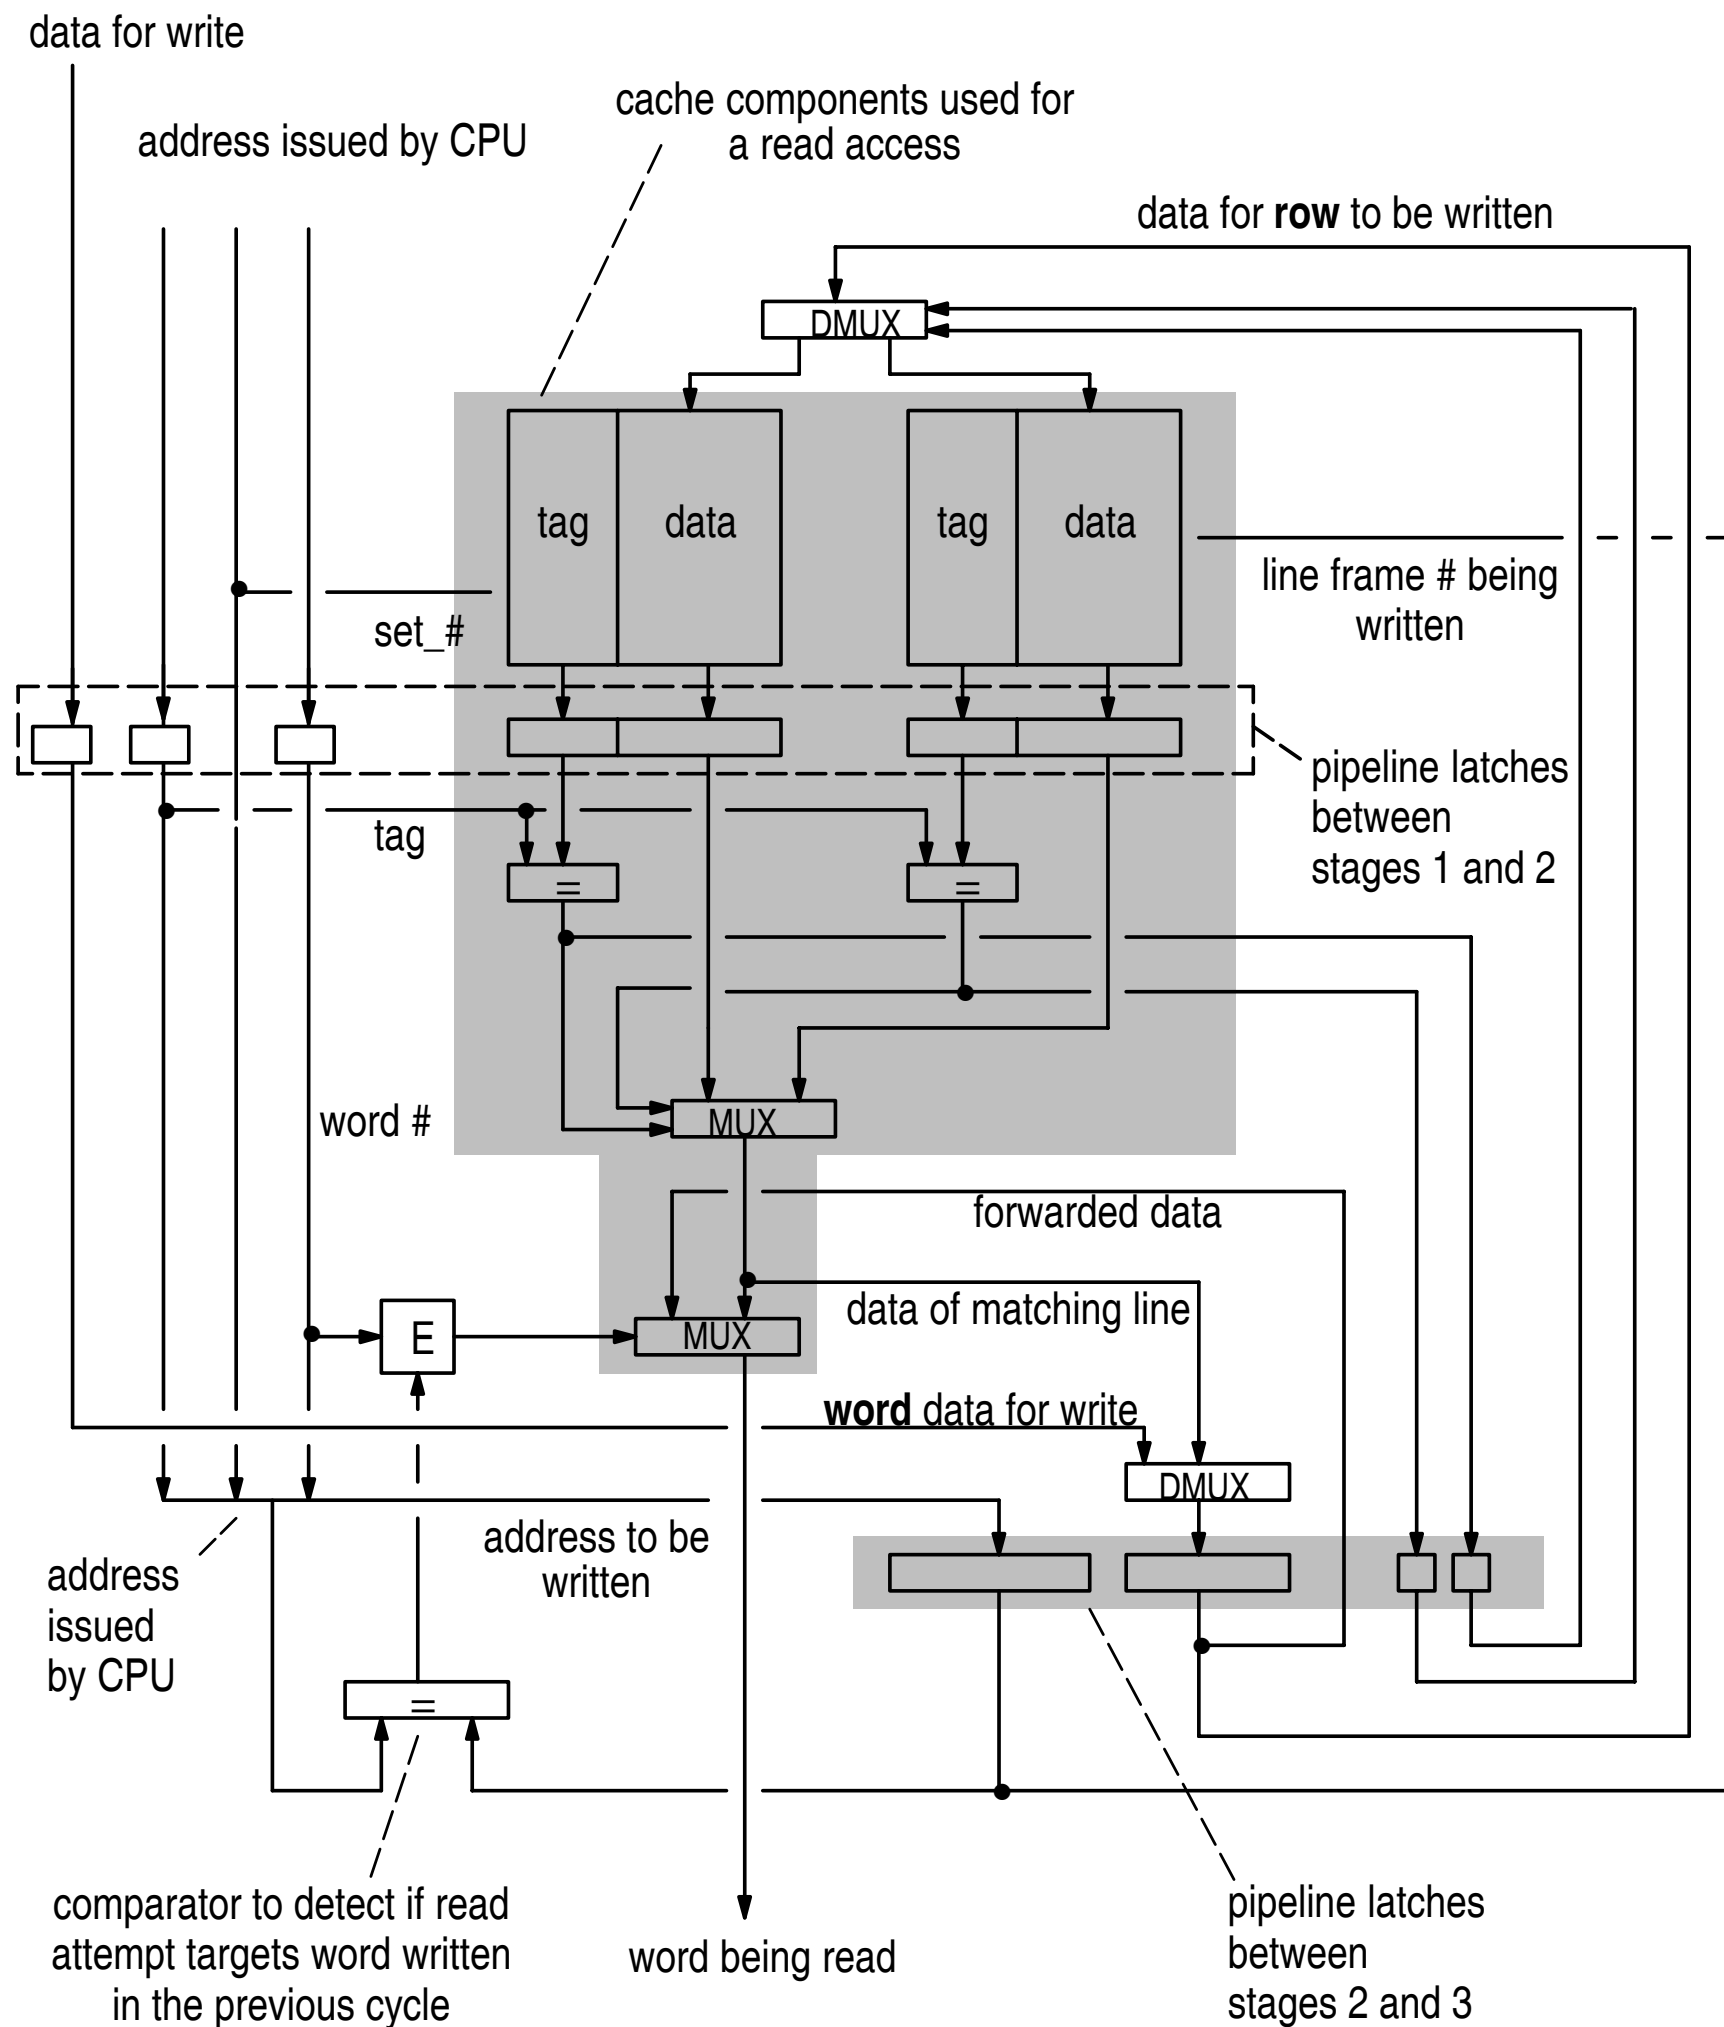 data for write
cache components used for
a read access
address issued by CPU
data for row to be written
DMUX
tag
data
tag
data
line frame # being
written
set_#
pipeline latches
between
stages 1 and 2
tag
=
=
MUX
word #
forwarded data
data of matching line
E
MUX
word data for write
DMUX
address to be
written
address
issued
by CPU
=
comparator to detect if read
attempt targets word written
in the previous cycle
word being read
pipeline latches
between
stages 2 and 3